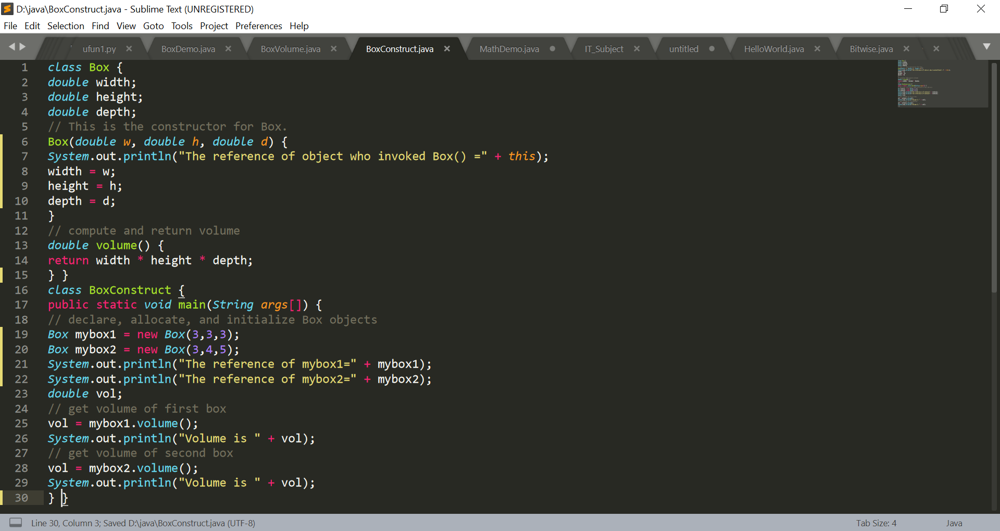 D:\java\BoxConstruct.java - Sublime Text (UNREGISTERED)
File Edit Selection Find View Goto Tools Project Preferences Help
ufun1.py BoxDemo.java BoxVolume.java BoxConstruct.java MathDemo.java IT_Subject untitled HelloWorld.java Bitwise.java
1 class Box {
2 double width;
3 double height;
4 double depth;
5 // This is the constructor for Box.
6 Box(double w, double h, double d) {
7 System.out.println("The reference of object who invoked Box() =" + this);
8 width = w;
9 height = h;
10 depth = d;
11 }
12 // compute and return volume
13 double volume() {
14 return width * height * depth;
15 } }
16 class BoxConstruct {
17 public static void main(String args[]) {
18 // declare, allocate, and initialize Box objects
19 Box mybox1 = new Box(3,3,3);
20 Box mybox2 = new Box(3,4,5);
21 System.out.println("The reference of mybox1=" + mybox1);
22 System.out.println("The reference of mybox2=" + mybox2);
23 double vol;
24 // get volume of first box
25 vol = mybox1.volume();
26 System.out.println("Volume is " + vol);
27 // get volume of second box
28 vol = mybox2.volume();
29 System.out.println("Volume is " + vol);
30 } }
Line 30, Column 3; Saved D:\java\BoxConstruct.java (UTF-8) Tab Size: 4 Java